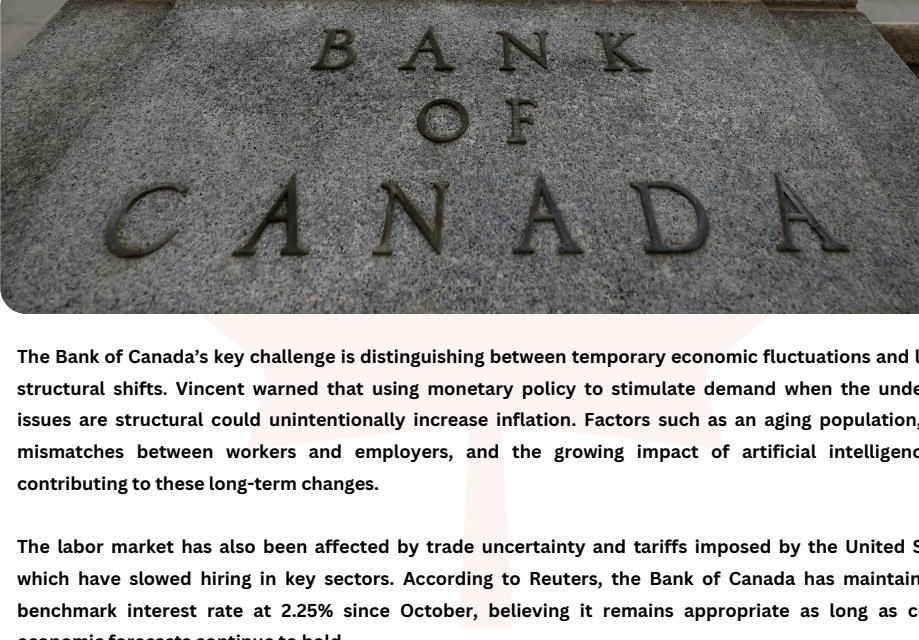 BANK
OF
CANADA
The Bank of Canada’s key challenge is distinguishing between temporary economic fluctuations and
structural shifts. Vincent warned that using monetary policy to stimulate demand when the
issues are structural could unintentionally increase inflation. Factors such as an aging population,
mismatches between workers and employers, and the growing impact of artificial
contributing to these long-term changes.
The labor market has also been affected by trade uncertainty and tariffs imposed by the United
which have slowed hiring in key sectors. According to Reuters, the Bank of Canada has
benchmark interest rate at 2.25% since October, believing it remains appropriate as long as
economic forecasts continue to hold.